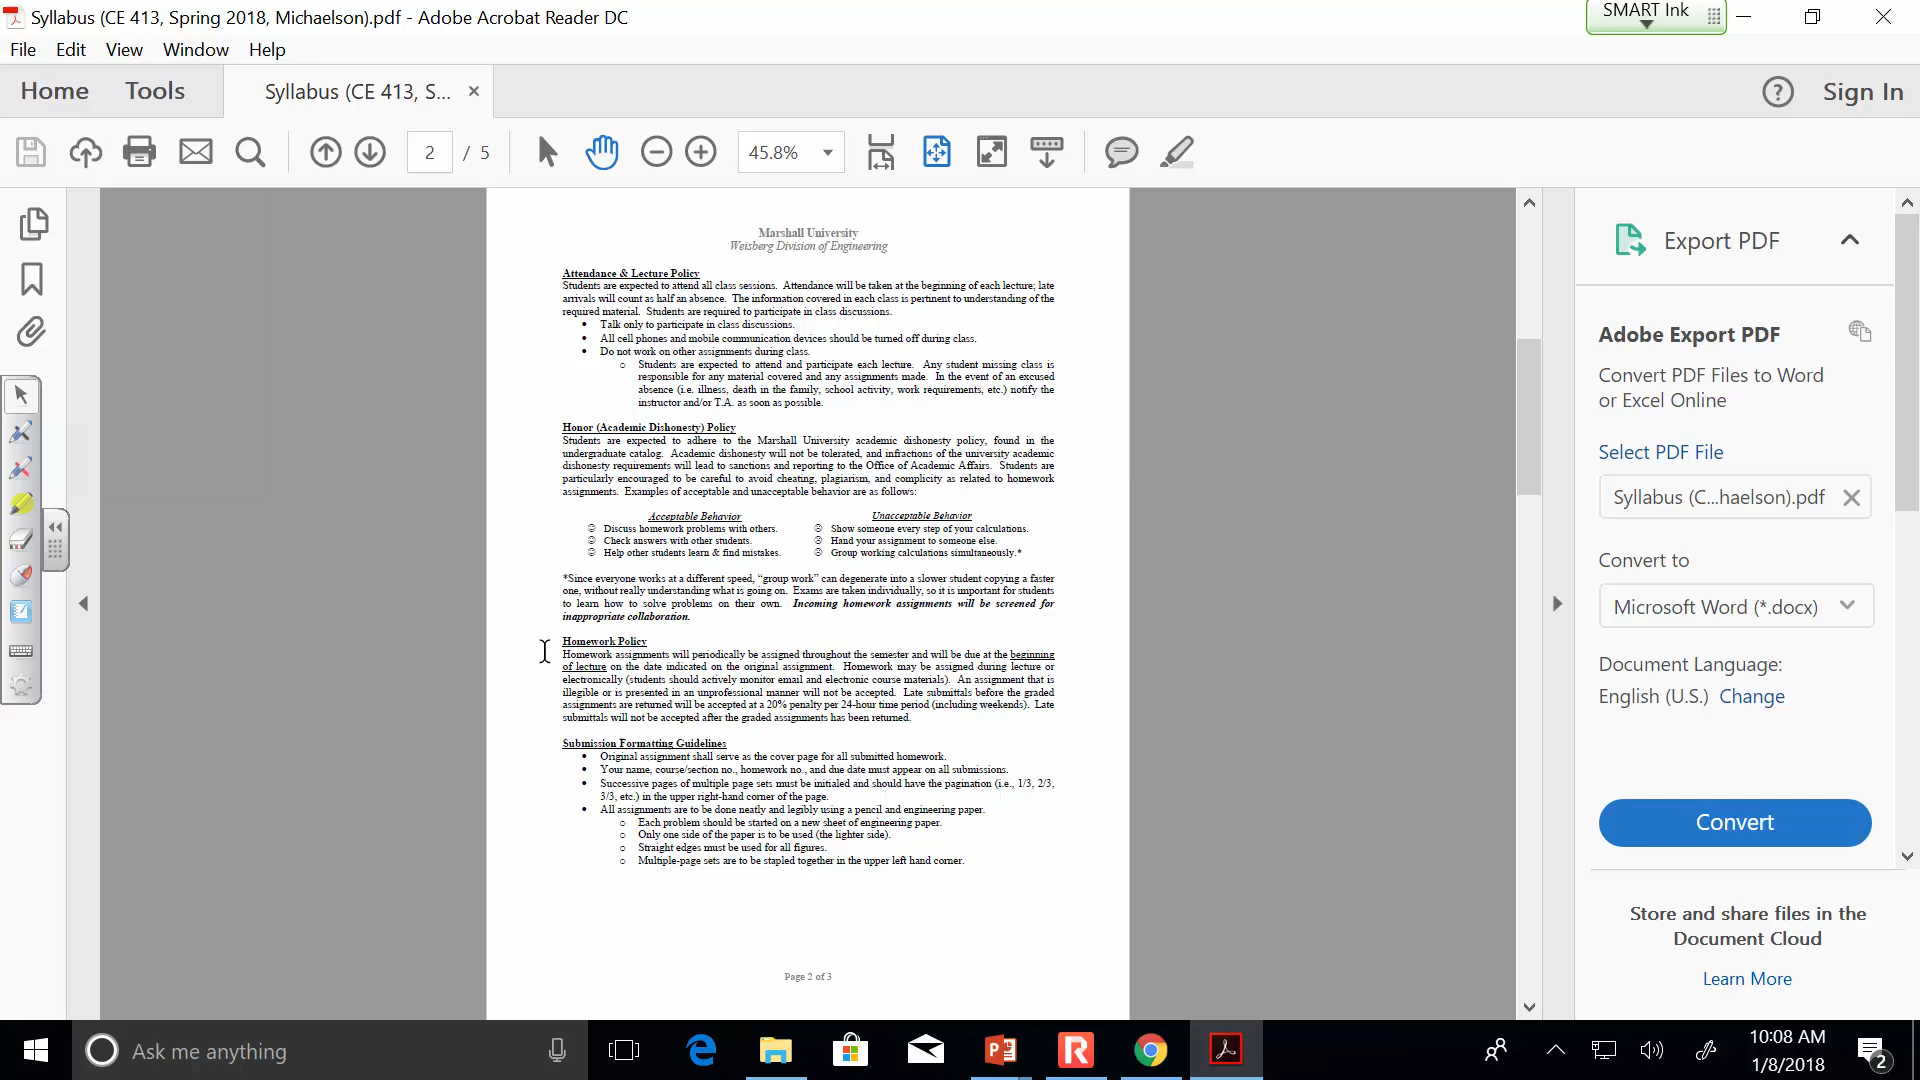 Syllabus (CE 413, Spring 2018, Michaelson).pdf - Adobe Acrobat Reader DC
SMART Ink
File Edit View Window Help
Home Tools Syllabus (CE 413, S... Sign In
2 / 5 45.8%
Marshall University
Weisberg Division of Engineering
Attendance & Lecture Policy
Students are expected to attend all class sessions. Attendance will be taken at the beginning of each lecture; late
arrivals will count as half an absence. The information covered in each class is pertinent to understanding of the
required material. Students are required to participate in class discussions.
• Talk only to participate in class discussions.
• All cell phones and mobile communication devices should be turned off during class.
• Do not work on other assignments during class.
o Students are expected to attend and participate each lecture. Any student missing class is
responsible for any material covered and any assignments made. In the event of an excused
absence (i.e. illness, death in the family, school activity, work requirements, etc.) notify the
instructor and/or T.A. as soon as possible.
Honor (Academic Dishonesty) Policy
Students are expected to adhere to the Marshall University academic dishonesty policy, found in the
undergraduate catalog. Academic dishonesty will not be tolerated, and infractions of the university academic
dishonesty requirements will lead to sanctions and reporting to the Office of Academic Affairs. Students are
particularly encouraged to be careful to avoid cheating, plagiarism, and complicity as related to homework
assignments. Examples of acceptable and unacceptable behavior are as follows:
Acceptable Behavior Unacceptable Behavior
☺ Discuss homework problems with others. ☹ Show someone every step of your calculations.
☺ Check answers with other students. ☹ Hand your assignment to someone else.
☺ Help other students learn & find mistakes. ☹ Group working calculations simultaneously.*
*Since everyone works at a different speed, “group work” can degenerate into a slower student copying a faster
one, without really understanding what is going on. Exams are taken individually, so it is important for students
to learn how to solve problems on their own. Incoming homework assignments will be screened for
inappropriate collaboration.
Homework Policy
Homework assignments will periodically be assigned throughout the semester and will be due at the beginning
of lecture on the date indicated on the original assignment. Homework may be assigned during lecture or
electronically (students should actively monitor email and electronic course materials). An assignment that is
illegible or is presented in an unprofessional manner will not be accepted. Late submittals before the graded
assignments are returned will be accepted at a 20% penalty per 24-hour time period (including weekends). Late
submittals will not be accepted after the graded assignments has been returned.
Submission Formatting Guidelines
• Original assignment shall serve as the cover page for all submitted homework.
• Your name, course/section no., homework no., and due date must appear on all submissions.
• Successive pages of multiple page sets must be initialed and should have the pagination (i.e., 1/3, 2/3,
3/3, etc.) in the upper right-hand corner of the page.
• All assignments are to be done neatly and legibly using a pencil and engineering paper.
o Each problem should be started on a new sheet of engineering paper.
o Only one side of the paper is to be used (the lighter side).
o Straight edges must be used for all figures.
o Multiple-page sets are to be stapled together in the upper left hand corner.
Page 2 of 3
Export PDF
Adobe Export PDF
Convert PDF Files to Word
or Excel Online
Select PDF File
Syllabus (C...haelson).pdf
Convert to
Microsoft Word (*.docx)
Document Language:
English (U.S.) Change
Convert
Store and share files in the
Document Cloud
Learn More
Ask me anything
10:08 AM
1/8/2018
2